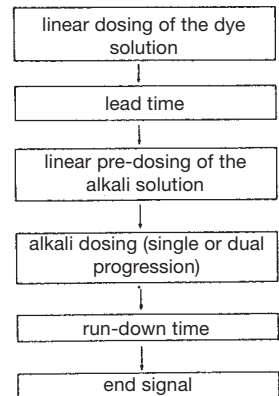 linear dosing of the dye
solution
lead time
linear pre-dosing of the
alkali solution
alkali dosing (single or dual
progression)
run-down time
end signal